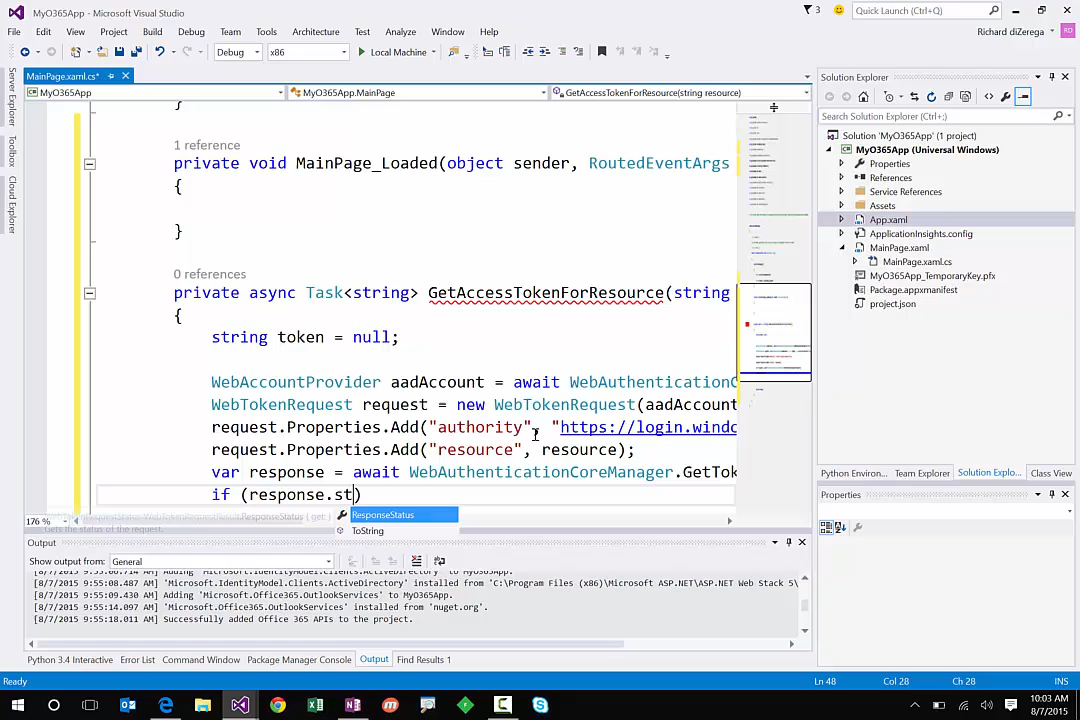 MyO365App - Microsoft Visual Studio
3
Quick Launch (Ctrl+Q)
File Edit View Project Build Debug Team Tools Architecture Test Analyze Window Help
Richard diZerega
RD
Debug x86 Local Machine
Server Explorer
Toolbox
Cloud Explorer
MainPage.xaml.cs*
MyO365App MyO365App.MainPage GetAccessTokenForResource(string resource)
}
1 reference
private void MainPage_Loaded(object sender, RoutedEventArgs
{
}
0 references
private async Task<string> GetAccessTokenForResource(string
{
string token = null;
WebAccountProvider aadAccount = await WebAuthenticationC
WebTokenRequest request = new WebTokenRequest(aadAccount
request.Properties.Add("authority", "https://login.windo
request.Properties.Add("resource", resource);
var response = await WebAuthenticationCoreManager.GetTok
if (response.st)
ResponseStatus
ToString
176 %
Output
Show output from: General
[8/7/2015 9:55:08.487 AM] 'Microsoft.IdentityModel.Clients.ActiveDirectory' installed from 'C:\Program Files (x86)\Microsoft ASP.NET\ASP.NET Web Stack 5\
[8/7/2015 9:55:09.430 AM] Adding 'Microsoft.Office365.OutlookServices' to MyO365App.
[8/7/2015 9:55:14.097 AM] 'Microsoft.Office365.OutlookServices' installed from 'nuget.org'.
[8/7/2015 9:55:18.011 AM] Successfully added Office 365 APIs to the project.
Python 3.4 Interactive Error List Command Window Package Manager Console Output Find Results 1
Solution Explorer
Search Solution Explorer (Ctrl+;)
Solution 'MyO365App' (1 project)
MyO365App (Universal Windows)
Properties
References
Service References
Assets
App.xaml
ApplicationInsights.config
MainPage.xaml
MainPage.xaml.cs
MyO365App_TemporaryKey.pfx
Package.appxmanifest
project.json
Python Environ... Team Explorer Solution Explo... Class View
Properties
Ready Ln 48 Col 28 Ch 28 INS
10:03 AM
8/7/2015